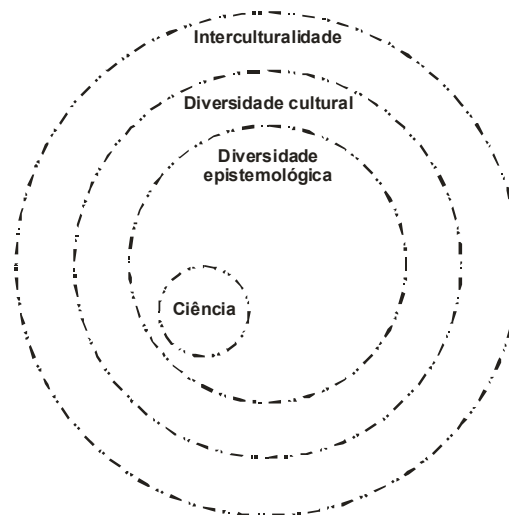 Interculturalidade
Diversidade cultural
Diversidade
epistemológica
Ciência